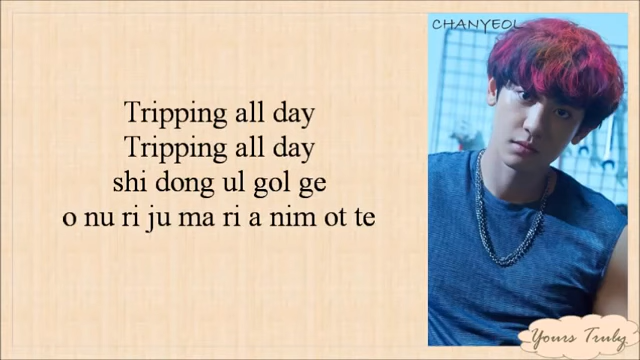 CHANYEOL
Tripping all day
Tripping all day
shi dong ul gol ge
o nu ri ju ma ri a nim ot te
Yours Truly